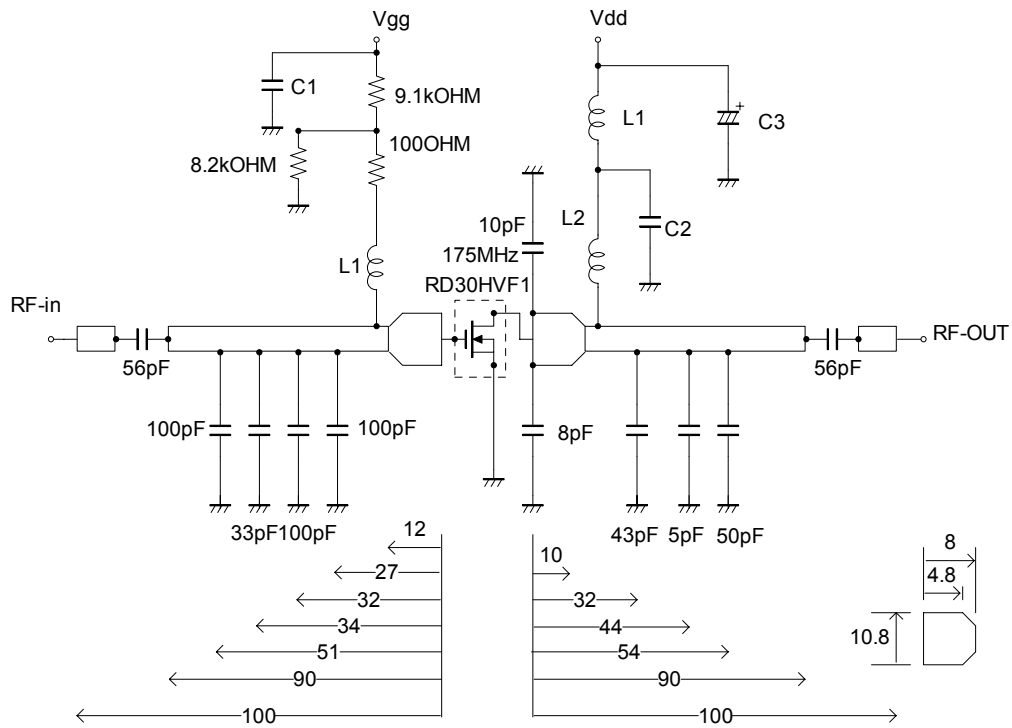 Vgg
Vdd
C1
9.1kOHM
L1
C3
+
8.2kOHM
100OHM
10pF
L2
C2
175MHz
L1
RD30HVF1
RF-in
RF-OUT
56pF
56pF
100pF
100pF
8pF
33pF
100pF
43pF
5pF
50pF
12
10
8
27
4.8
32
32
34
44
10.8
51
54
90
90
100
100